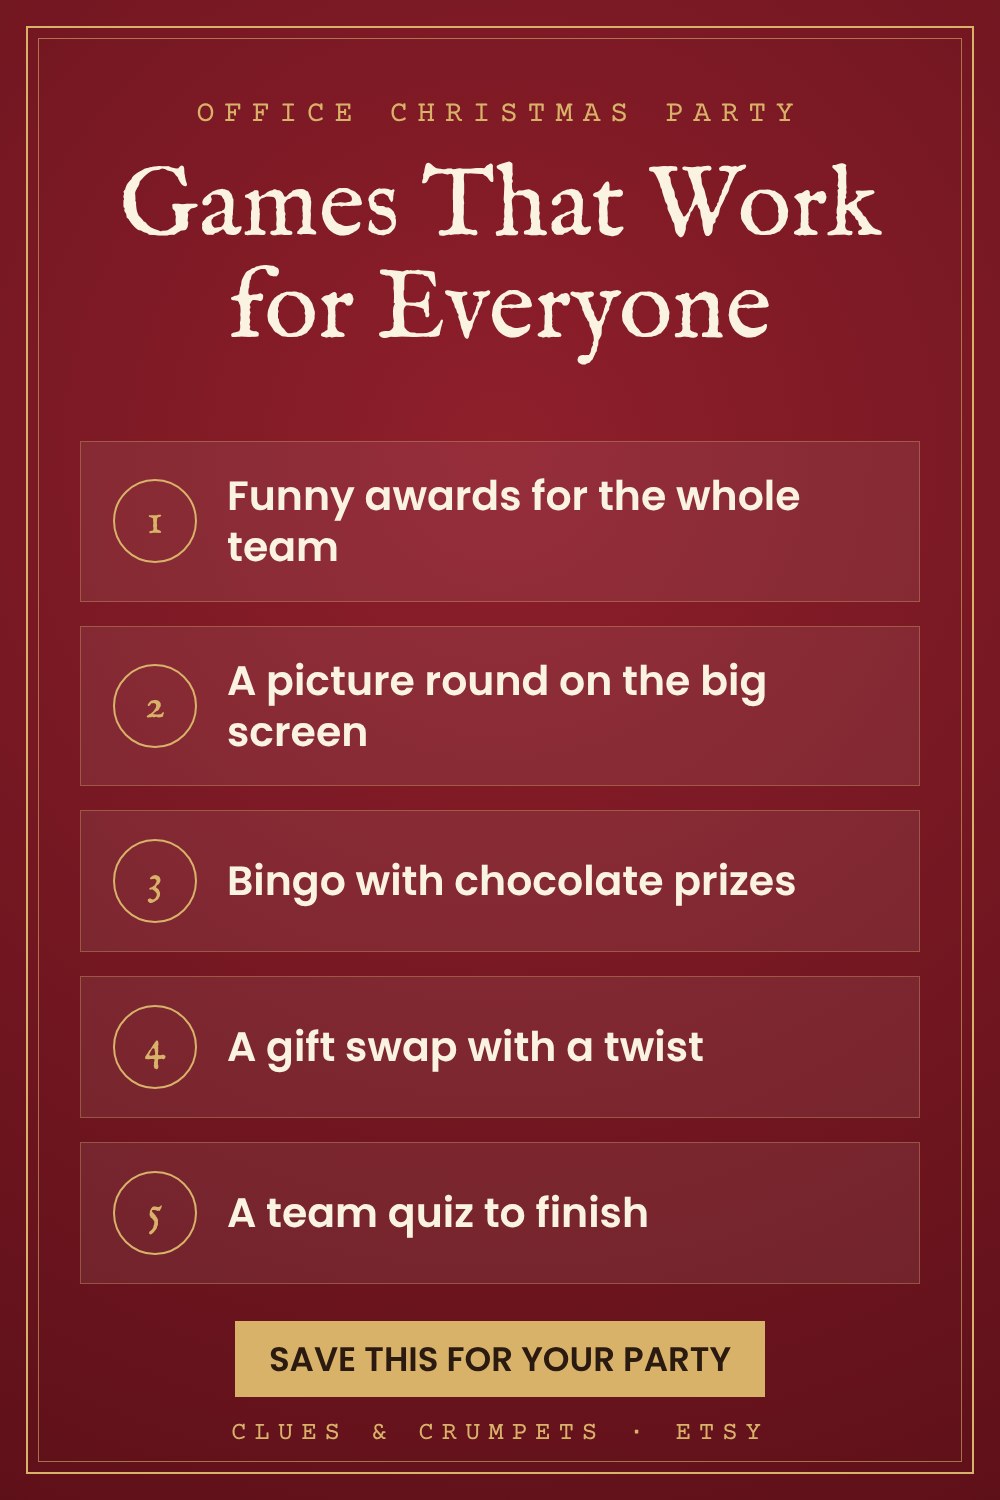 OFFICE CHRISTMAS PARTY
Games That Work
for Everyone
1
Funny awards for the whole
team
2
A picture round on the big
screen
3
Bingo with chocolate prizes
4
A gift swap with a twist
5
A team quiz to finish
SAVE THIS FOR YOUR PARTY
CLUES & CRUMPETS · ETSY